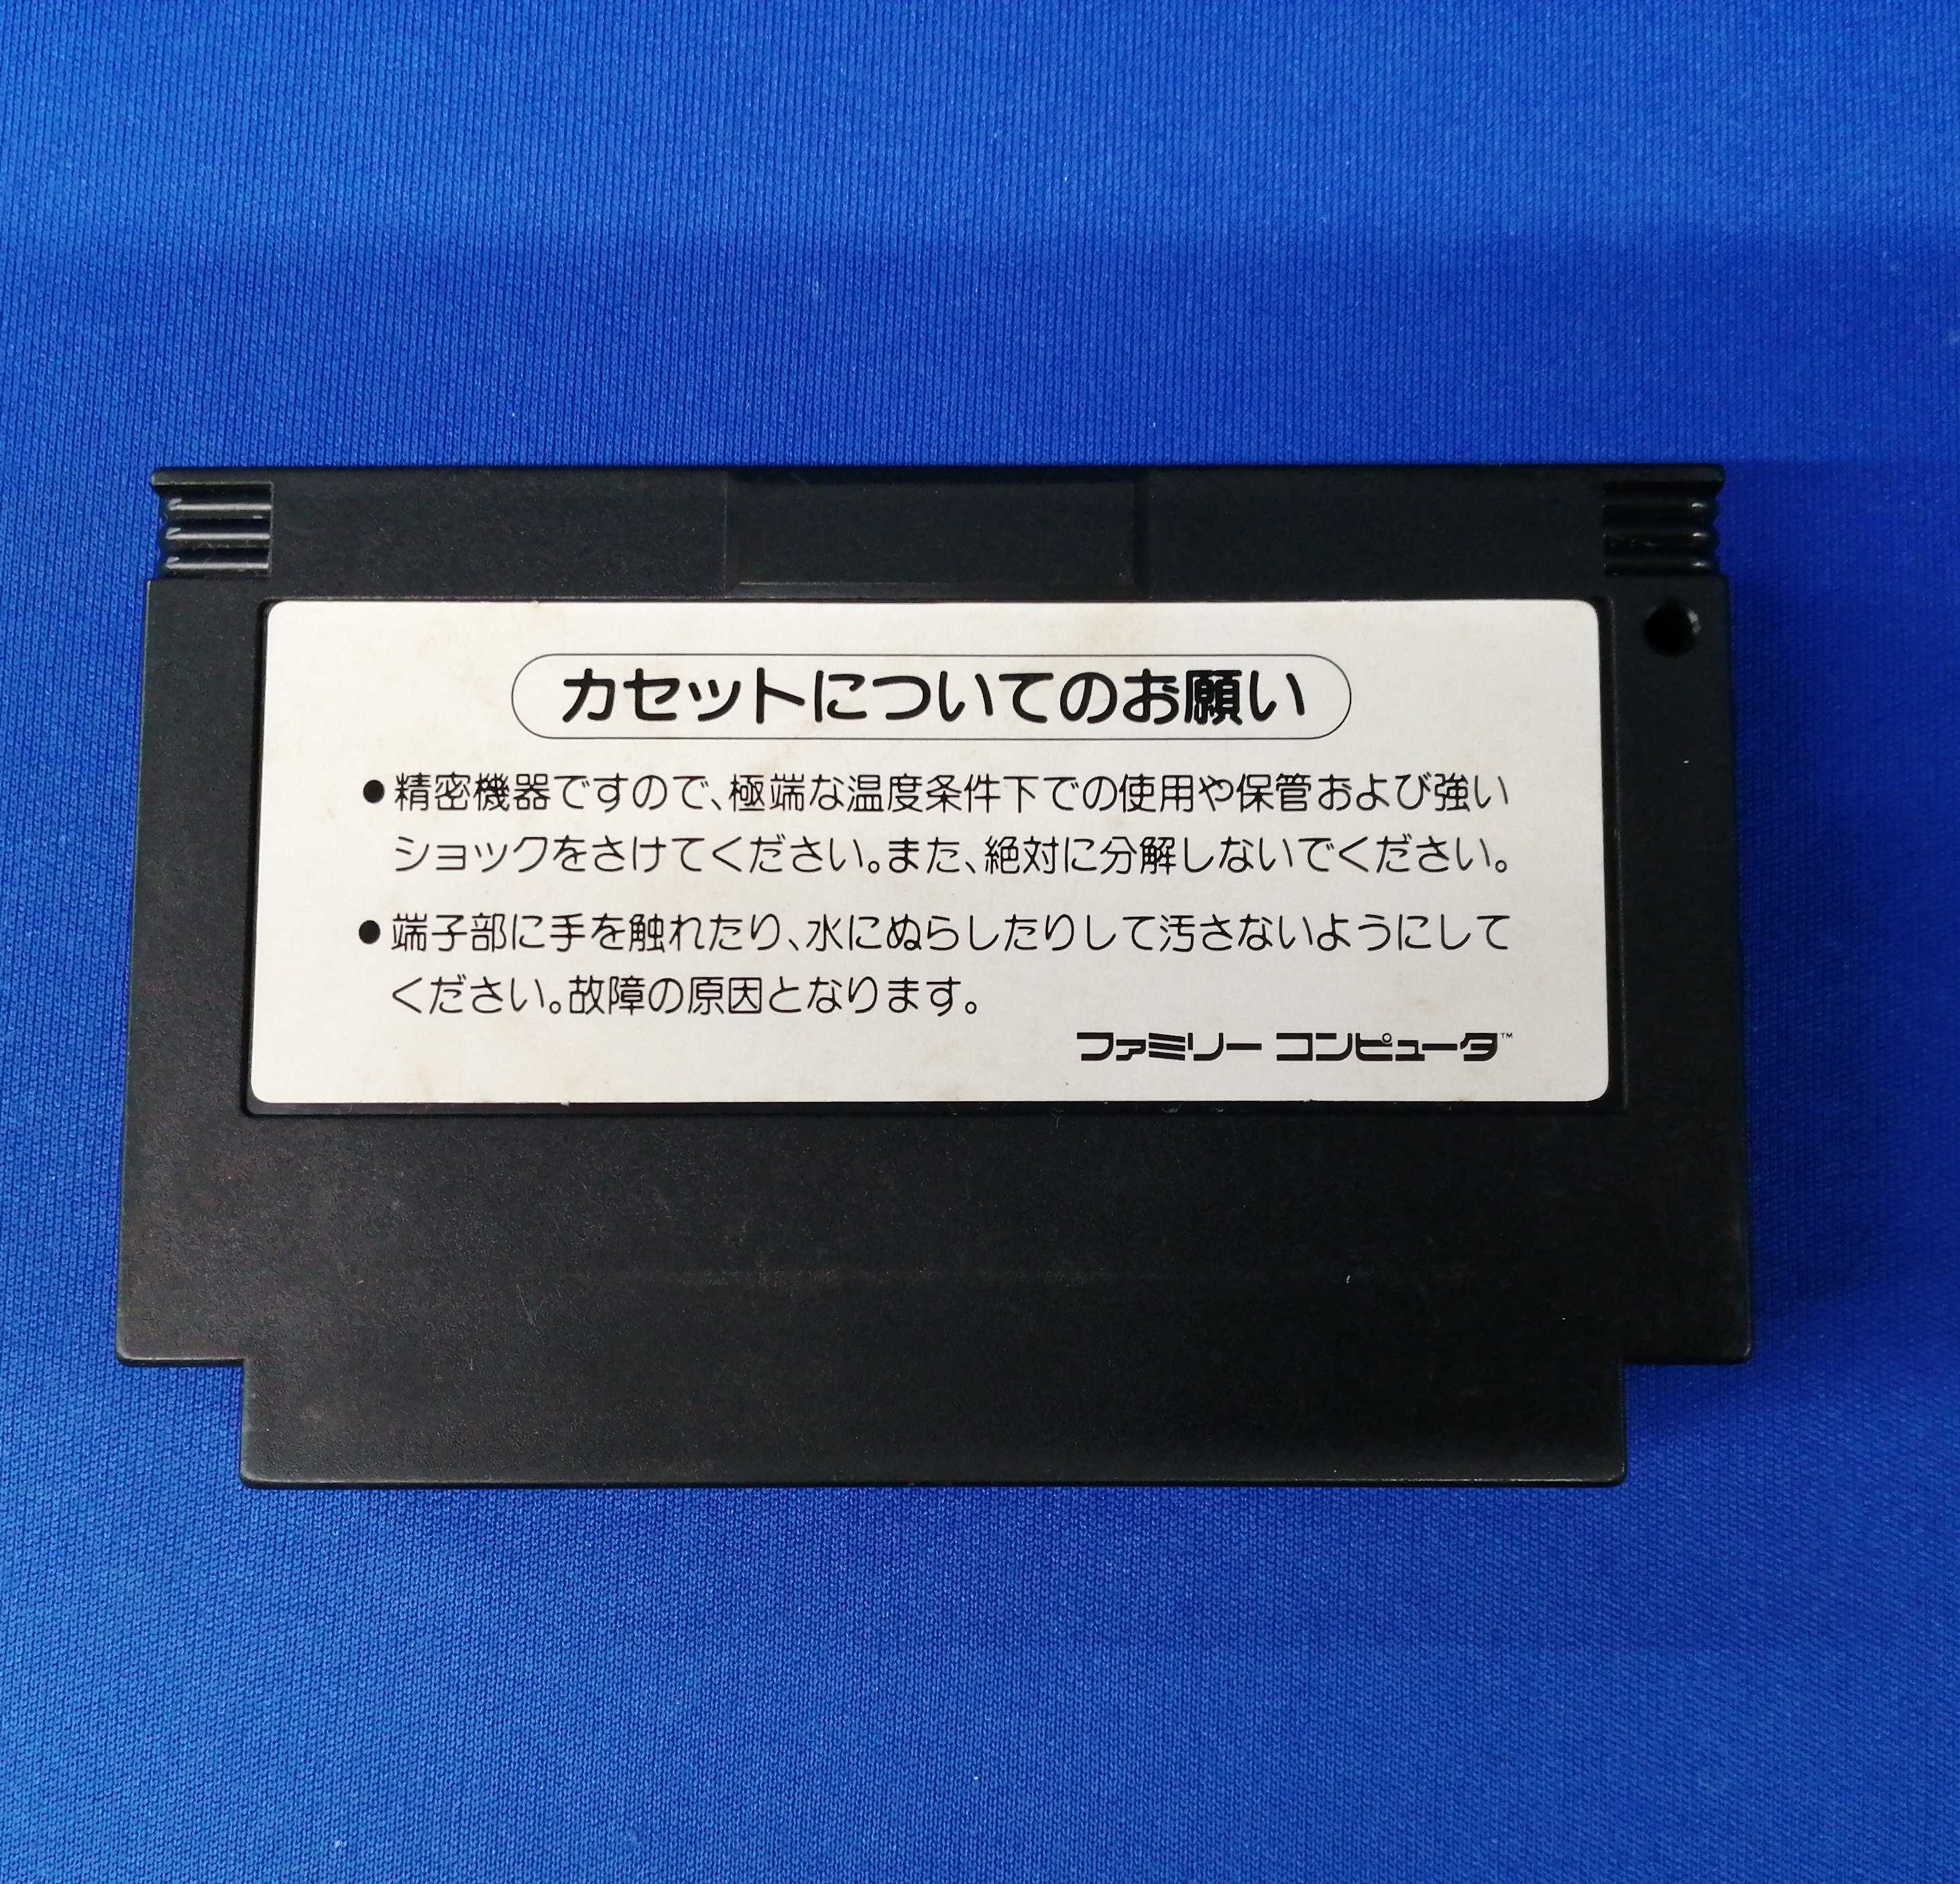 カセットについてのお願い
●精密機器ですので、極端な温度条件下での使用や保管および強い
ショックをさけてください。また、絶対に分解しないでください。
●端子部に手を触れたり、水にぬらしたりして汚さないようにして
ください。故障の原因となります。
ファミリー コンピュータ™